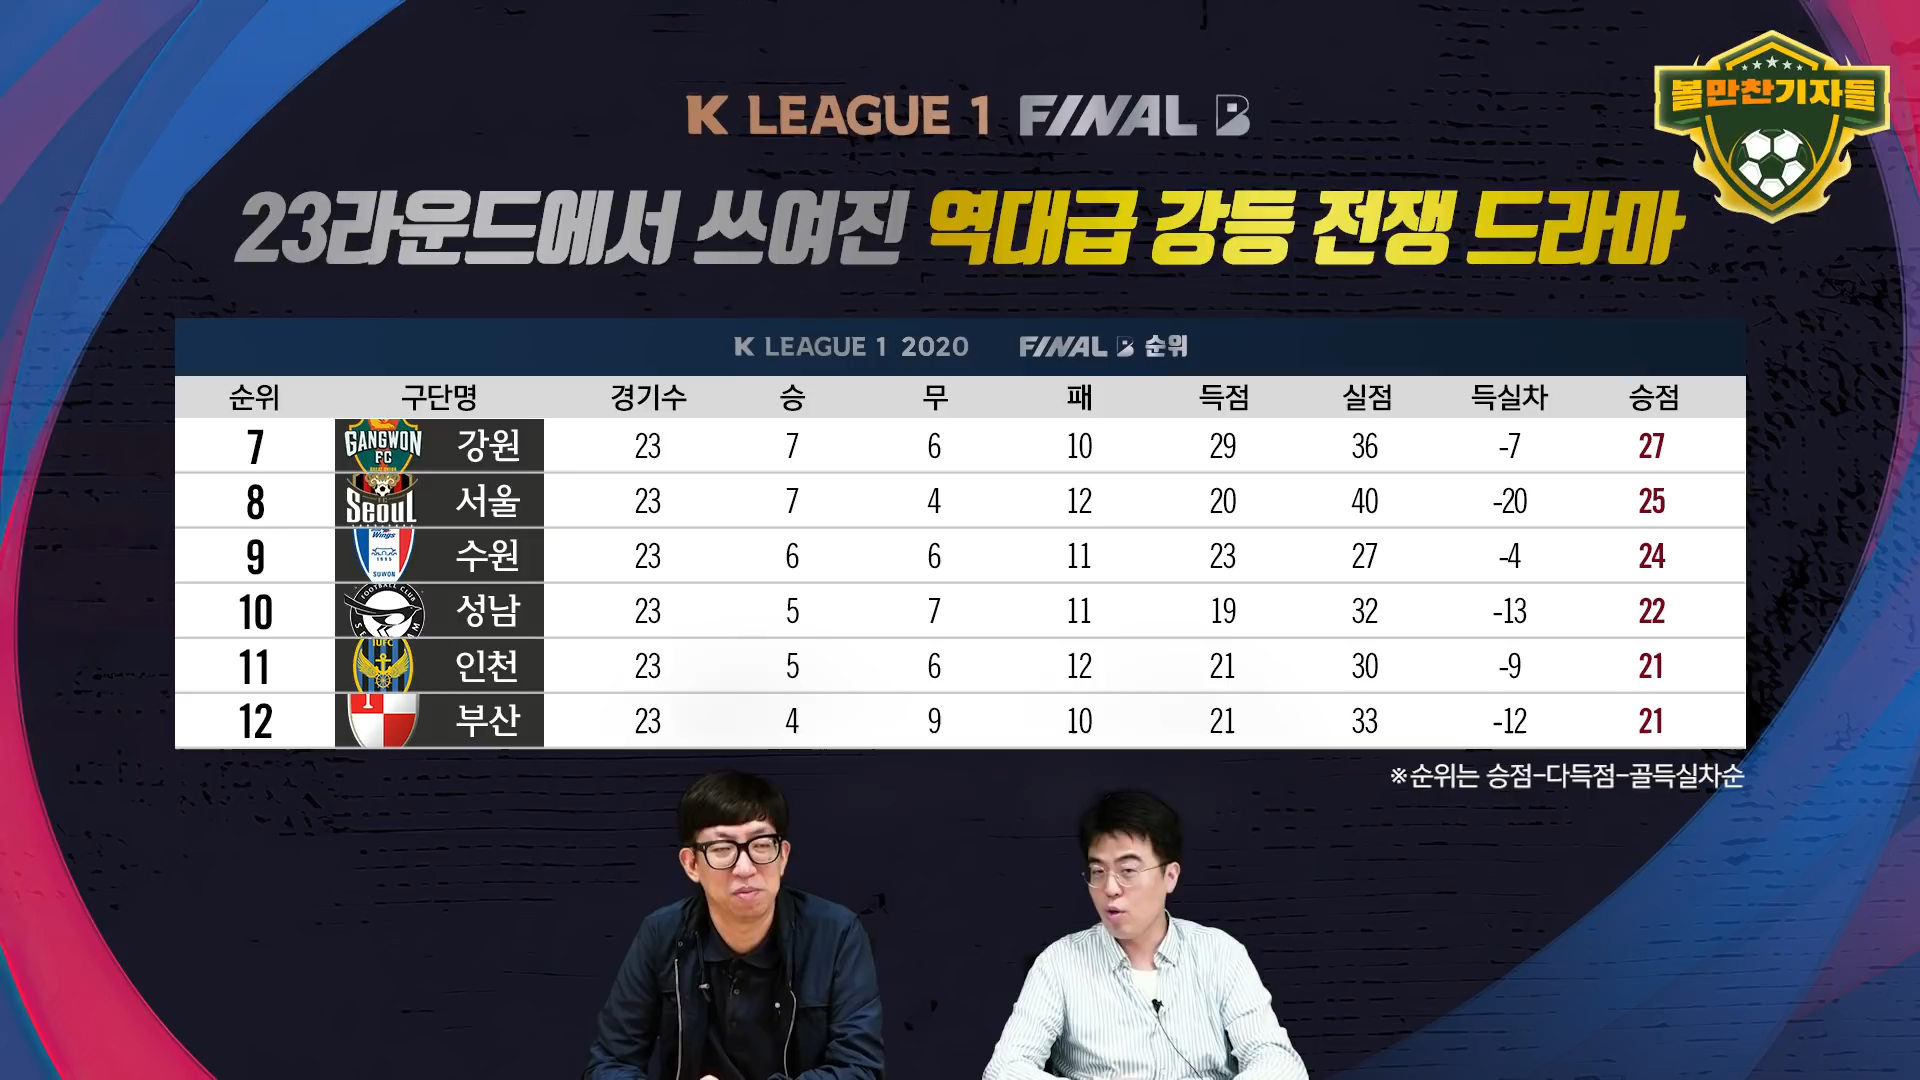 K LEAGUE 1 FINAL B
볼만찬기자들
23라운드에서 쓰여진 역대급 강등 전쟁 드라마
K LEAGUE 1 2020 FINAL B 순위
순위 구단명 경기수 승 무 패 득점 실점 득실차 승점
7 GANGWON FC 강원 23 7 6 10 29 36 -7 27
8 Seoul 서울 23 7 4 12 20 40 -20 25
9 Wings 1995 SUWON 수원 23 6 6 11 23 27 -4 24
10 FOOTBALL CLUB 성남 23 5 7 11 19 32 -13 22
11 IUFC 인천 23 5 6 12 21 30 -9 21
12 부산 23 4 9 10 21 33 -12 21
※순위는 승점-다득점-골득실차순